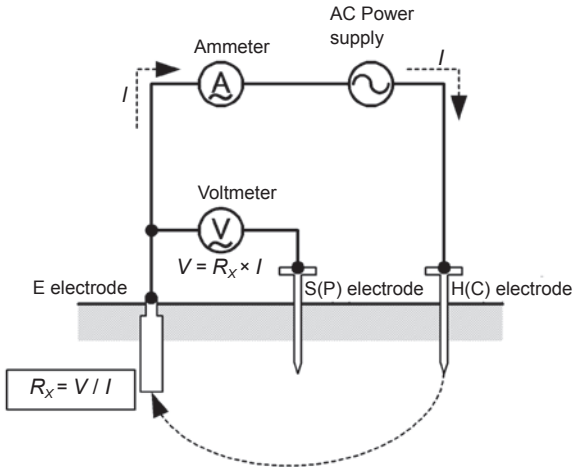 AC Power
supply
Ammeter
I
A
I
Voltmeter
V
V = Rx × I
E electrode
S(P) electrode
H(C) electrode
Rx = V / I